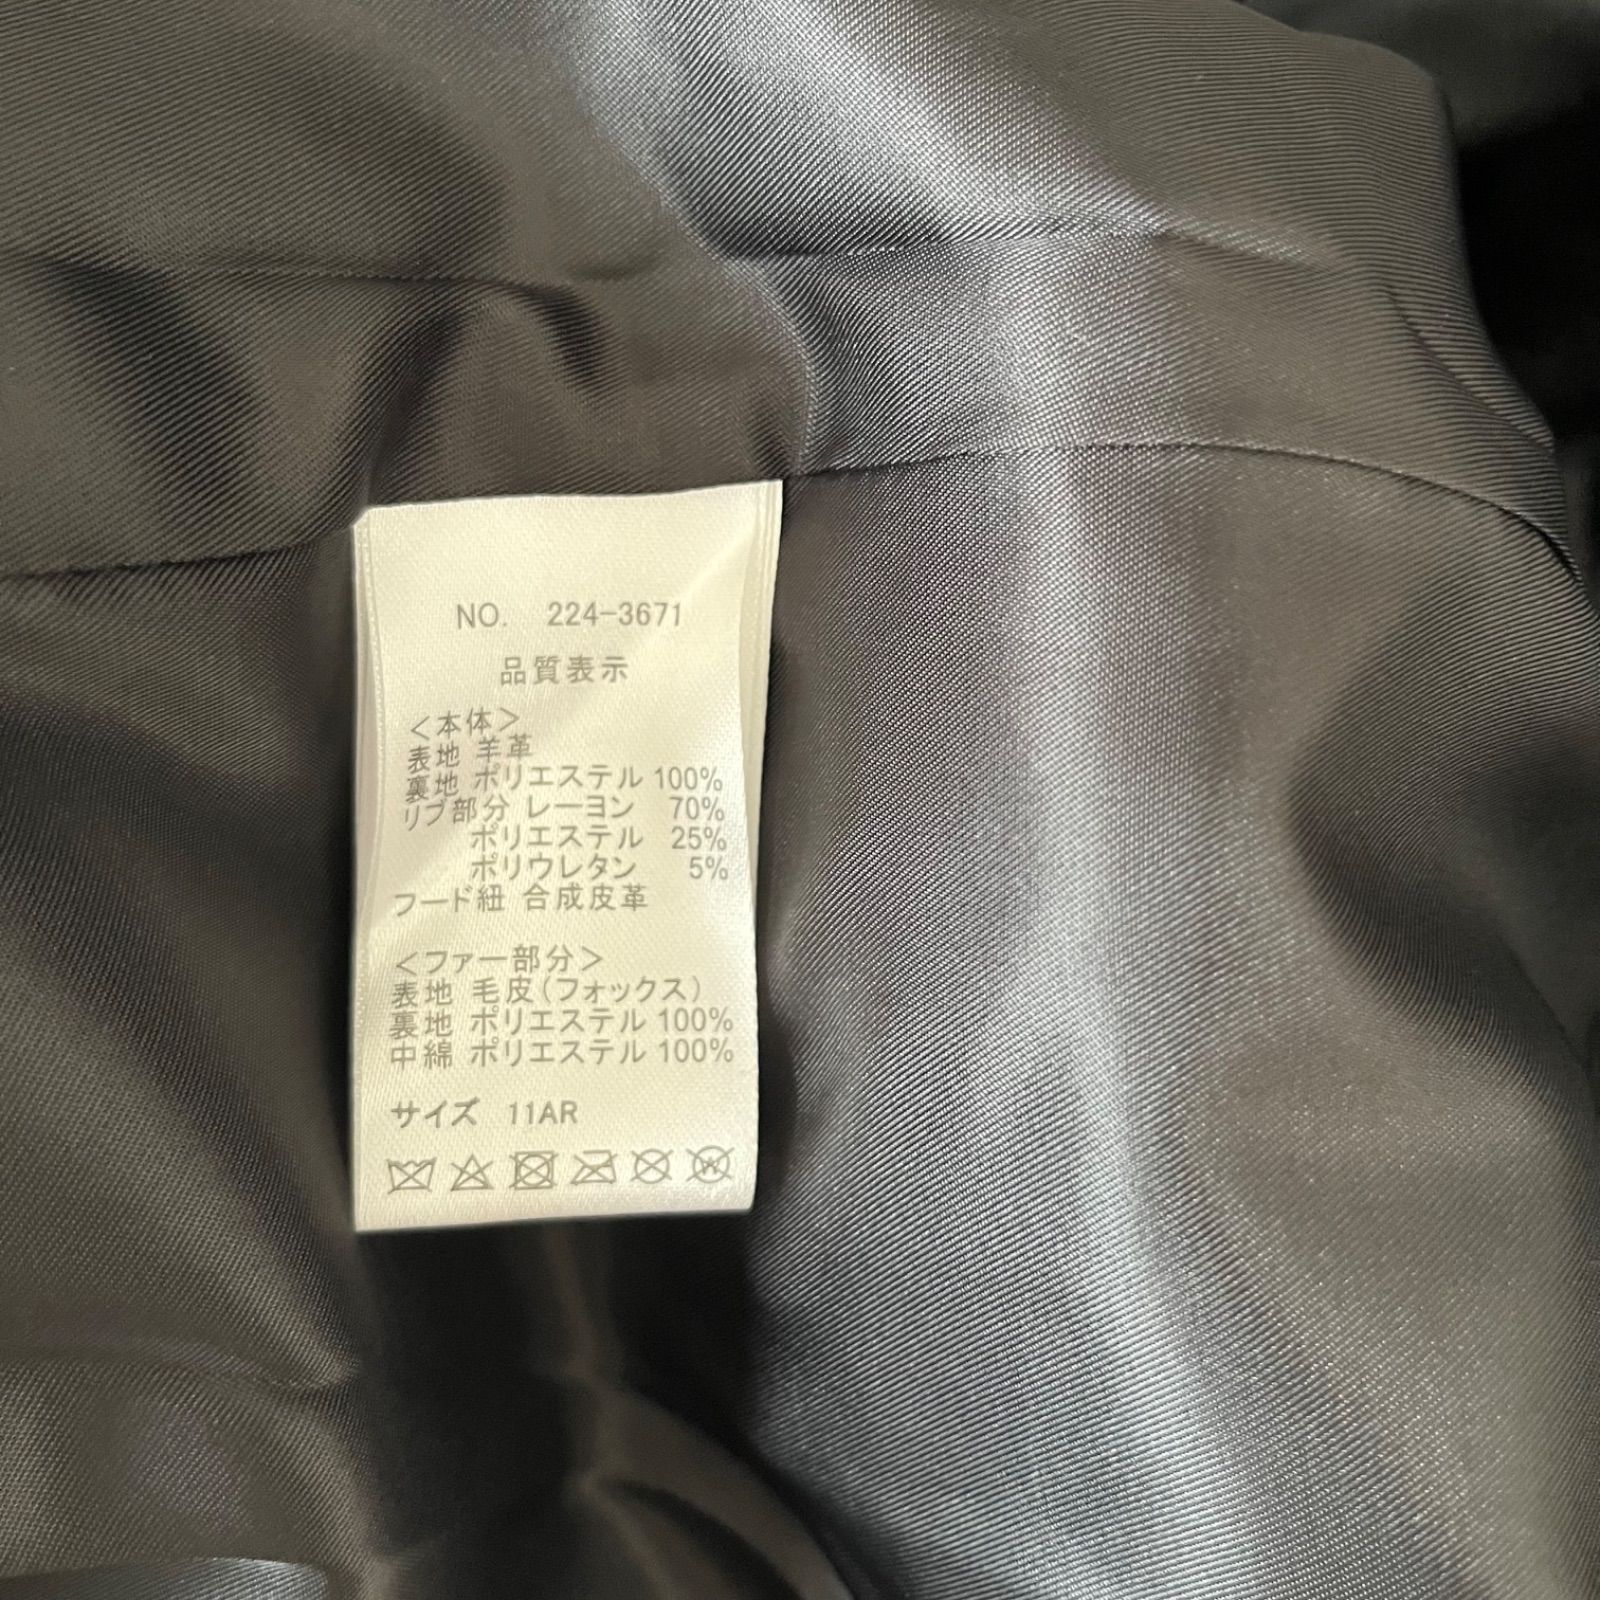 NO. 224-3671
品質表示
＜本体＞
表地 羊革
裏地 ポリエステル 100%
リブ部分 レーヨン 70%
ポリエステル 25%
ポリウレタン 5%
フード紐 合成皮革
＜ファー部分＞
表地 毛皮(フォックス)
裏地 ポリエステル 100%
中綿 ポリエステル 100%
サイズ 11AR
W